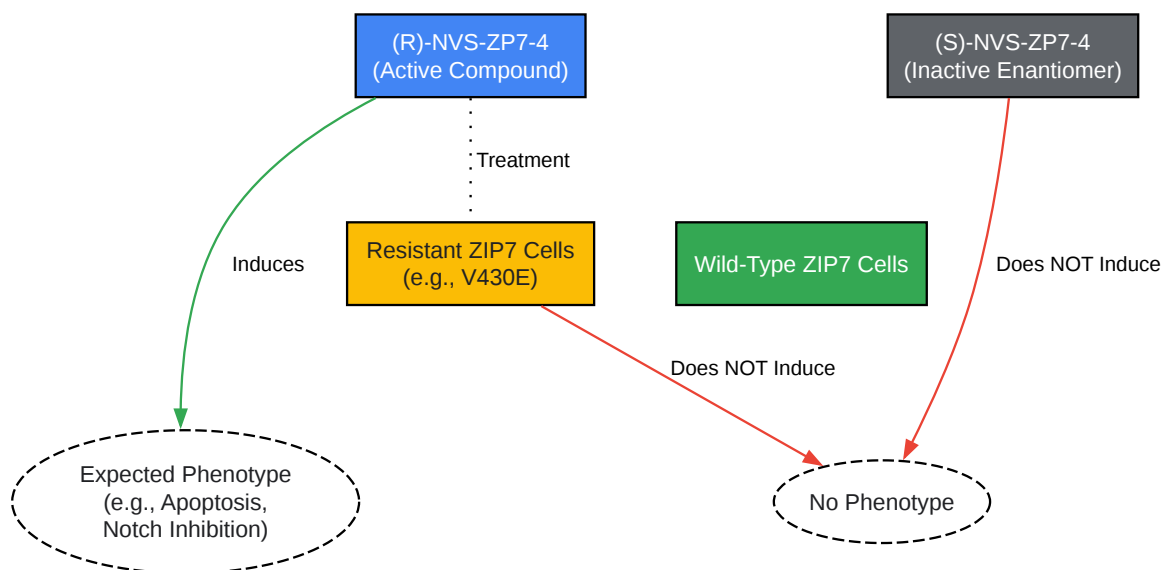 (R)-NVS-ZP7-4
(Active Compound)
(S)-NVS-ZP7-4
(Inactive Enantiomer)
Treatment
Induces
Resistant ZIP7 Cells
(e.g., V430E)
Wild-Type ZIP7 Cells
Does NOT Induce
Does NOT Induce
Expected Phenotype
(e.g., Apoptosis,
Notch Inhibition)
No Phenotype